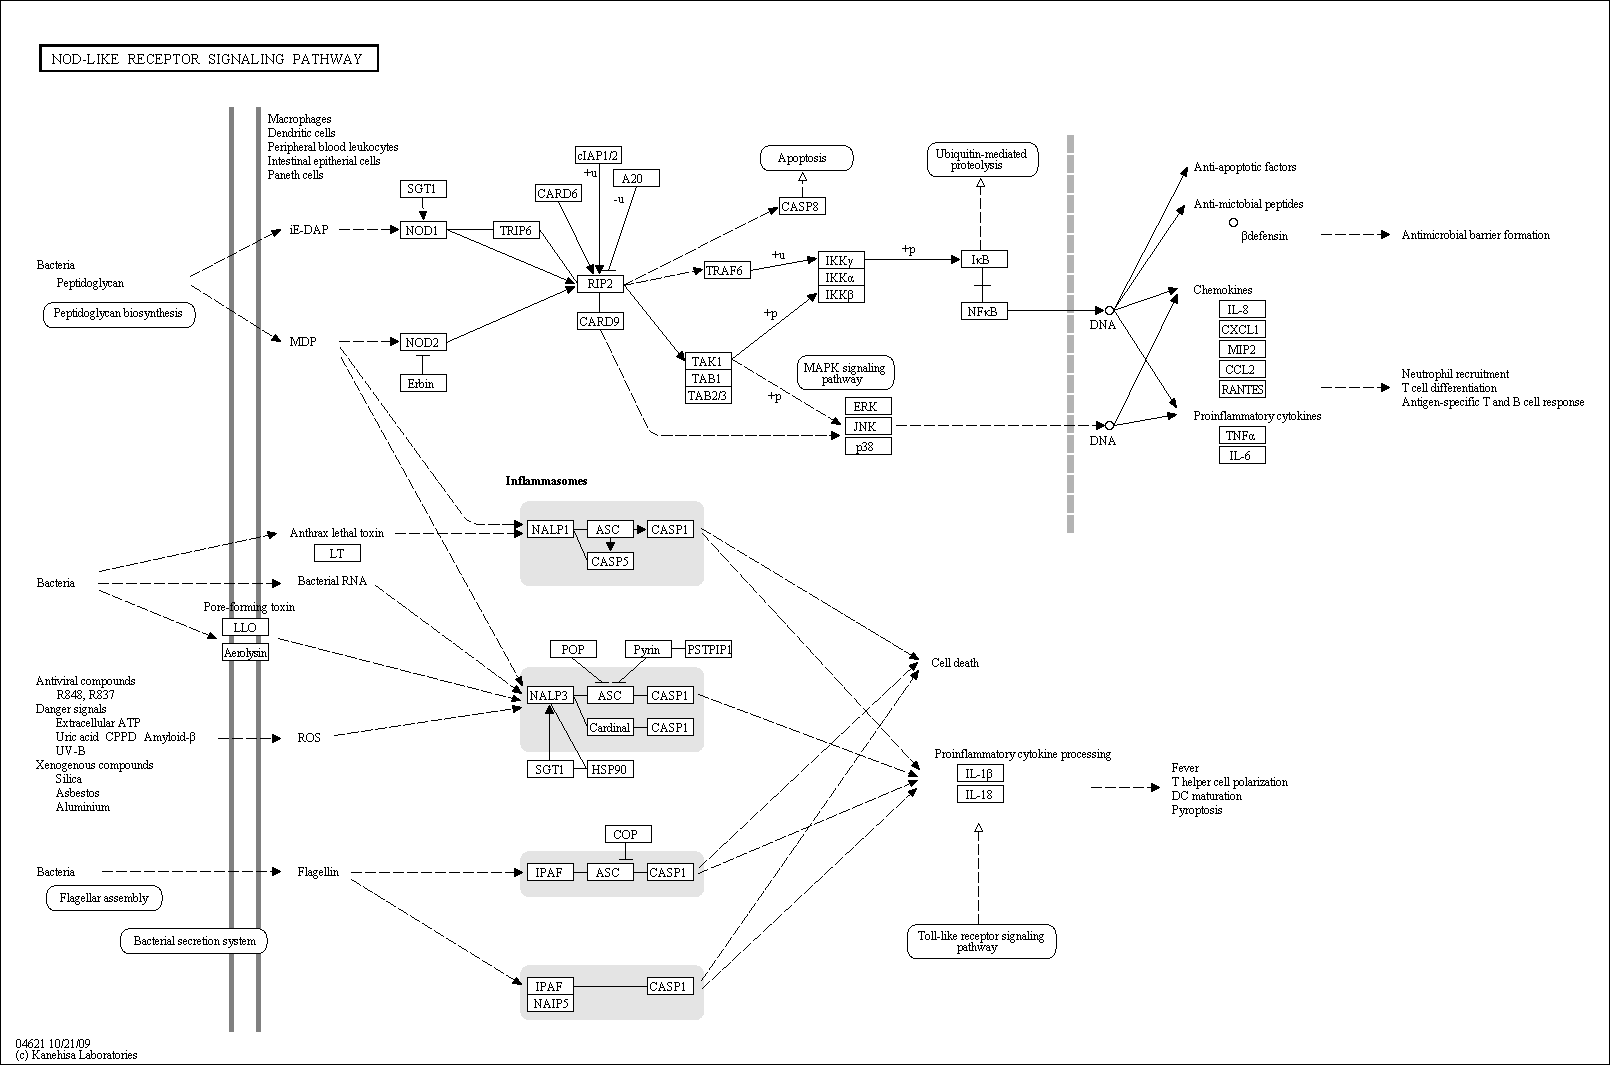 NOD-LIKE RECEPTOR SIGNALING PATHWAY
Macrophages
Dendritic cells
Peripheral blood leukocytes
Intestinal epitherial cells
Paneth cells
SGT1
NOD1
TRIP6
cIAP1/2
+u
A20
-u
CARD6
RIP2
CARD9
Apoptosis
CASP8
TRAF6
+u
IKKγ
IKKα
IKKβ
+p
+p
Ubiquitin-mediated
proteolysis
IκB
NFκB
DNA
Anti-apoptotic factors
Anti-mictobial peptides
βdefensin
Antimicrobial barrier formation
Chemokines
IL-8
CXCL1
MIP2
CCL2
RANTES
Neutrophil recruitment
T cell differentiation
Antigen-specific T and B cell response
Proinflammatory cytokines
TNFα
IL-6
DNA
iE-DAP
Bacteria
Peptidoglycan
Peptidoglycan biosynthesis
MDP
NOD2
Erbin
TAK1
TAB1
TAB2/3
+p
MAPK signaling
pathway
ERK
JNK
p38
Inflammasomes
NALP1
ASC
CASP1
CASP5
Anthrax lethal toxin
LT
Bacteria
Bacterial RNA
Pore-forming toxin
LLO
Aerolysin
POP
Pyrin
PSTPIP1
NALP3
ASC
CASP1
Cardinal
CASP1
SGT1
HSP90
Cell death
Antiviral compounds
R848, R837
Danger signals
Extracellular ATP
Uric acid CPPD Amyloid-β
UV-B
Xenogenous compounds
Silica
Asbestos
Aluminium
ROS
Proinflammatory cytokine processing
IL-1β
IL-18
Fever
T helper cell polarization
DC maturation
Pyroptosis
COP
Bacteria
Flagellin
IPAF
ASC
CASP1
Flagellar assembly
Bacterial secretion system
Toll-like receptor signaling
pathway
IPAF
NAIP5
CASP1
04621 10/21/09
(c) Kanehisa Laboratories